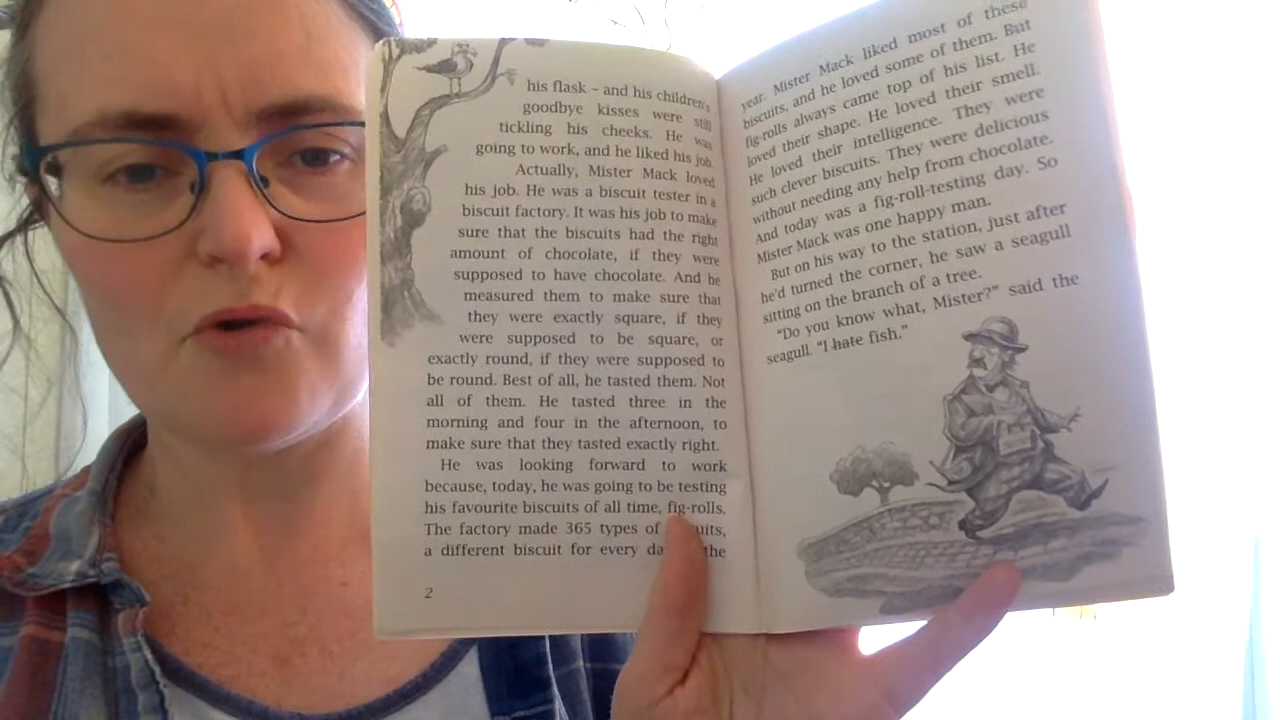 his flask – and his children's
goodbye kisses were still
tickling his cheeks. He was
going to work, and he liked his job.
Actually, Mister Mack loved
his job. He was a biscuit tester in a
biscuit factory. It was his job to make
sure that the biscuits had the right
amount of chocolate, if they were
supposed to have chocolate. And he
measured them to make sure that
they were exactly square, if they
were supposed to be square, or
exactly round, if they were supposed to
be round. Best of all, he tasted them. Not
all of them. He tasted three in the
morning and four in the afternoon, to
make sure that they tasted exactly right.
He was looking forward to work
because, today, he was going to be testing
his favourite biscuits of all time, fig-rolls.
The factory made 365 types of
a different biscuit for every the
2
year. Mister Mack liked most of these
biscuits, and he loved some of them. But
fig-rolls always came top of his list. He
loved their shape. He loved their smell.
He loved their intelligence. They were
such clever biscuits. They were delicious
without needing any help from chocolate.
And today was a fig-roll-testing day. So
Mister Mack was one happy man.
But on his way to the station, just after
he'd turned the corner, he saw a seagull
sitting on the branch of a tree.
"Do you know what, Mister?" said the
seagull. "I hate fish."